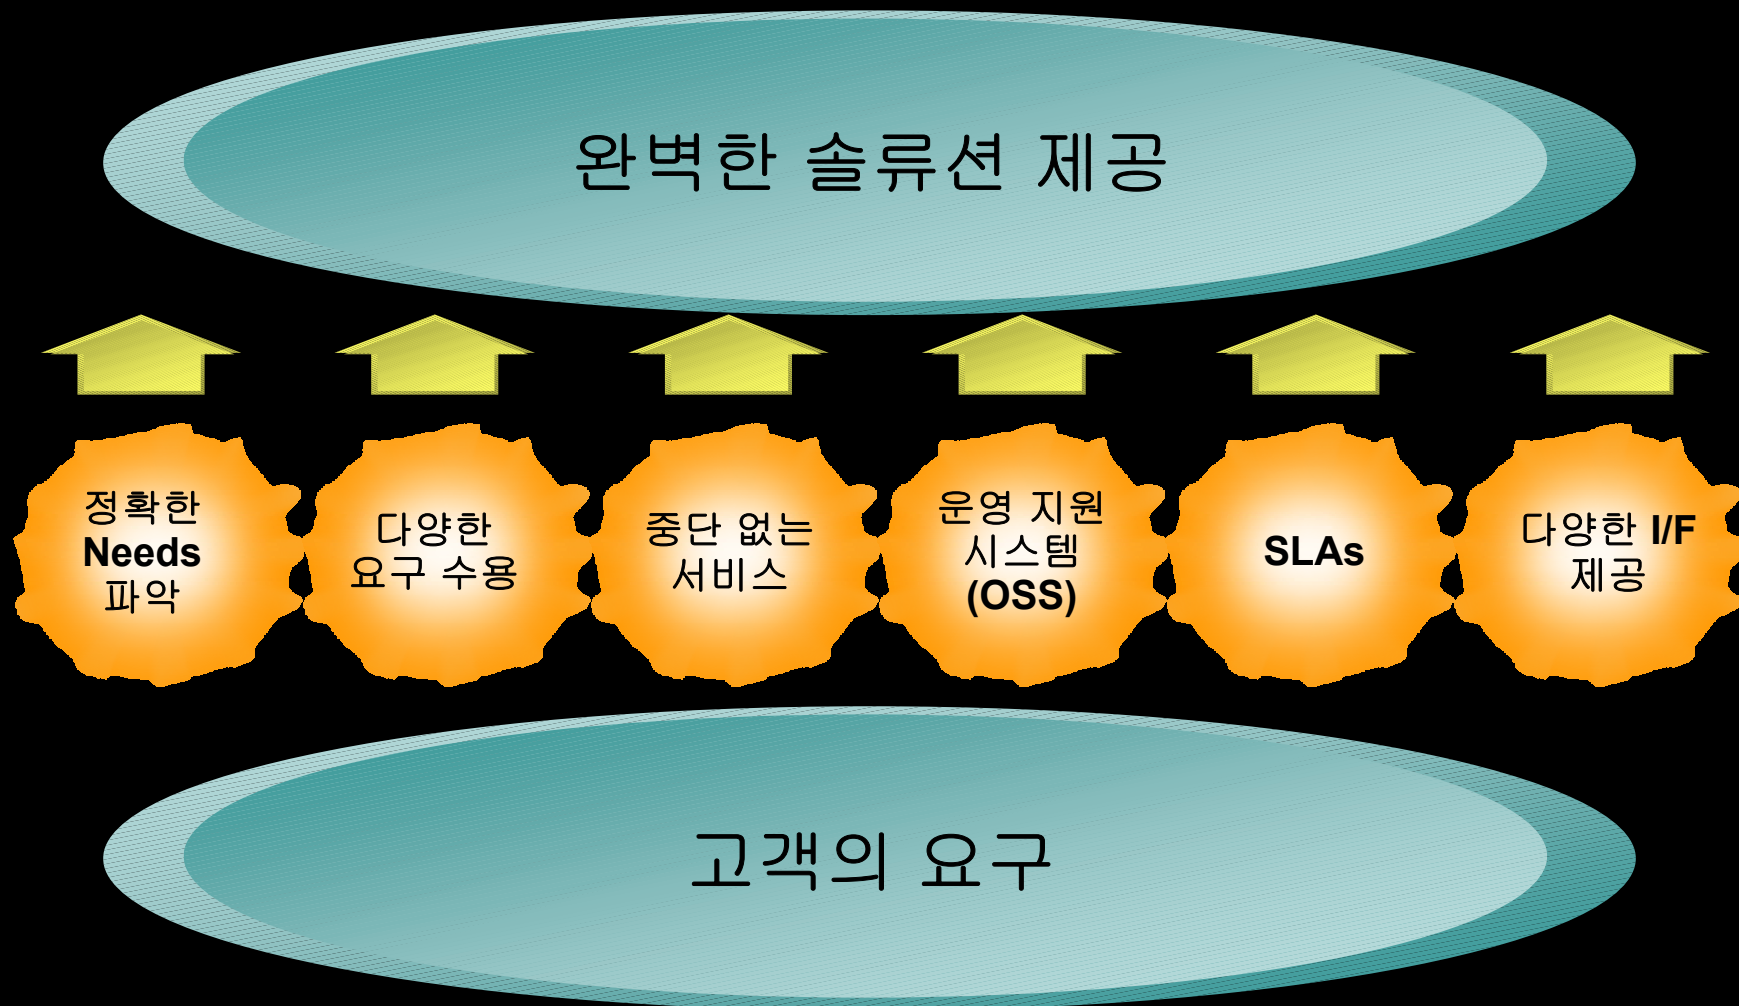 완벽한 솔류션 제공
정확한
Needs
파악
다양한
요구 수용
중단 없는
서비스
운영 지원
시스템
(OSS)
SLAs
다양한 I/F
제공
고객의 요구